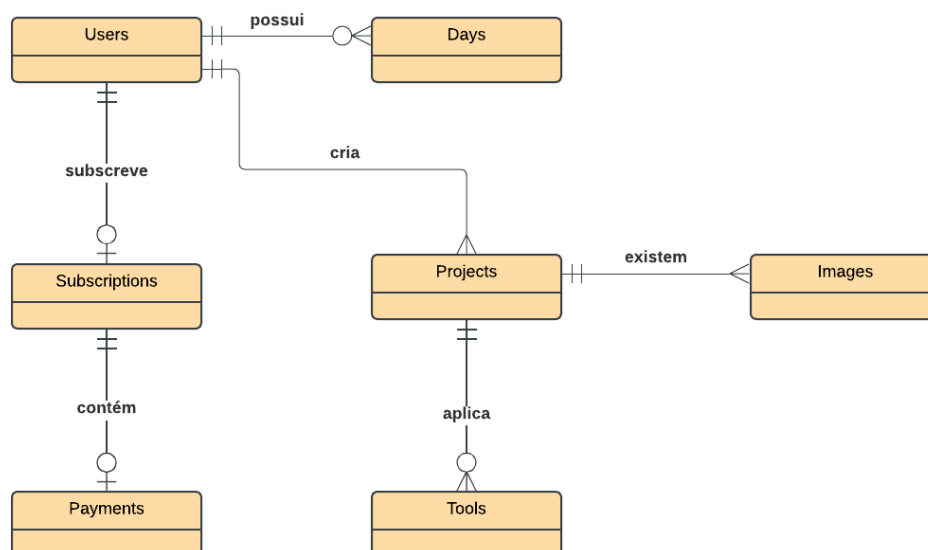 possui
Users
Days
cria
subscreve
existem
Projects
Images
Subscriptions
contém
aplica
Payments
Tools